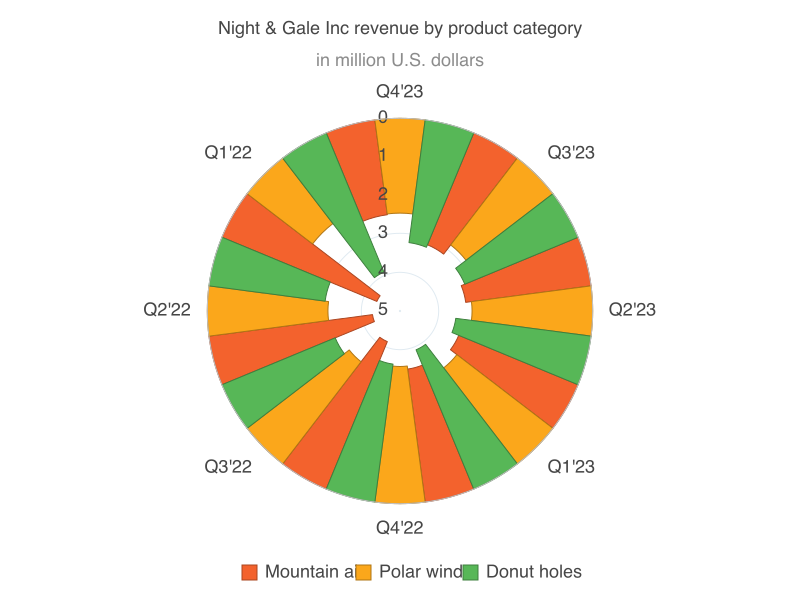 Night & Gale Inc revenue by product category
in million U.S. dollars
Q4'23
Q1'22
Q3'23
0
1
2
3
4
5
Q2'22
Q2'23
Q3'22
Q1'23
Q4'22
Mountain a Polar wind Donut holes